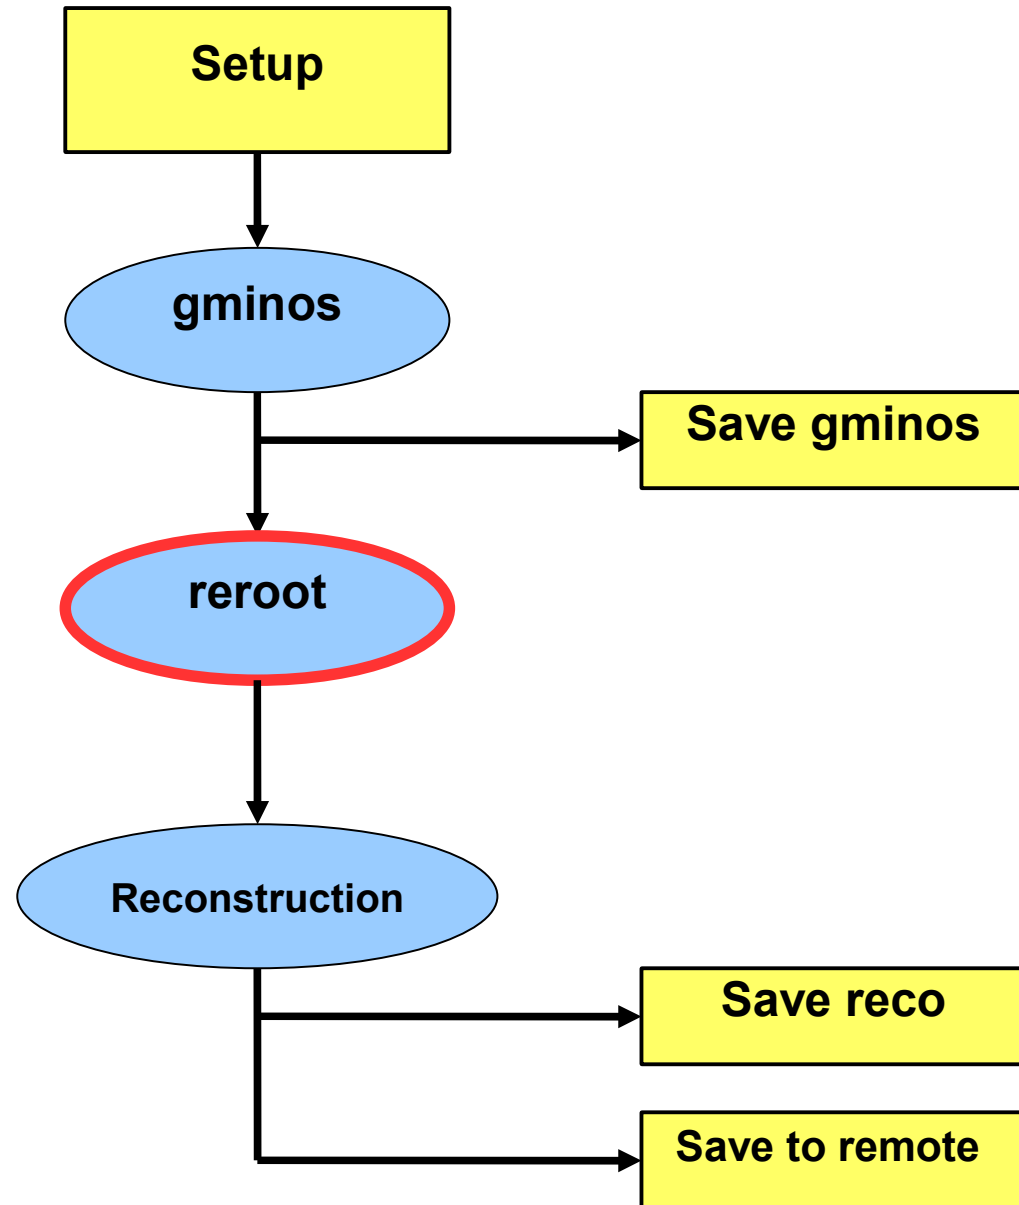 Setup
gminos
Save gminos
reroot
Reconstruction
Save reco
Save to remote